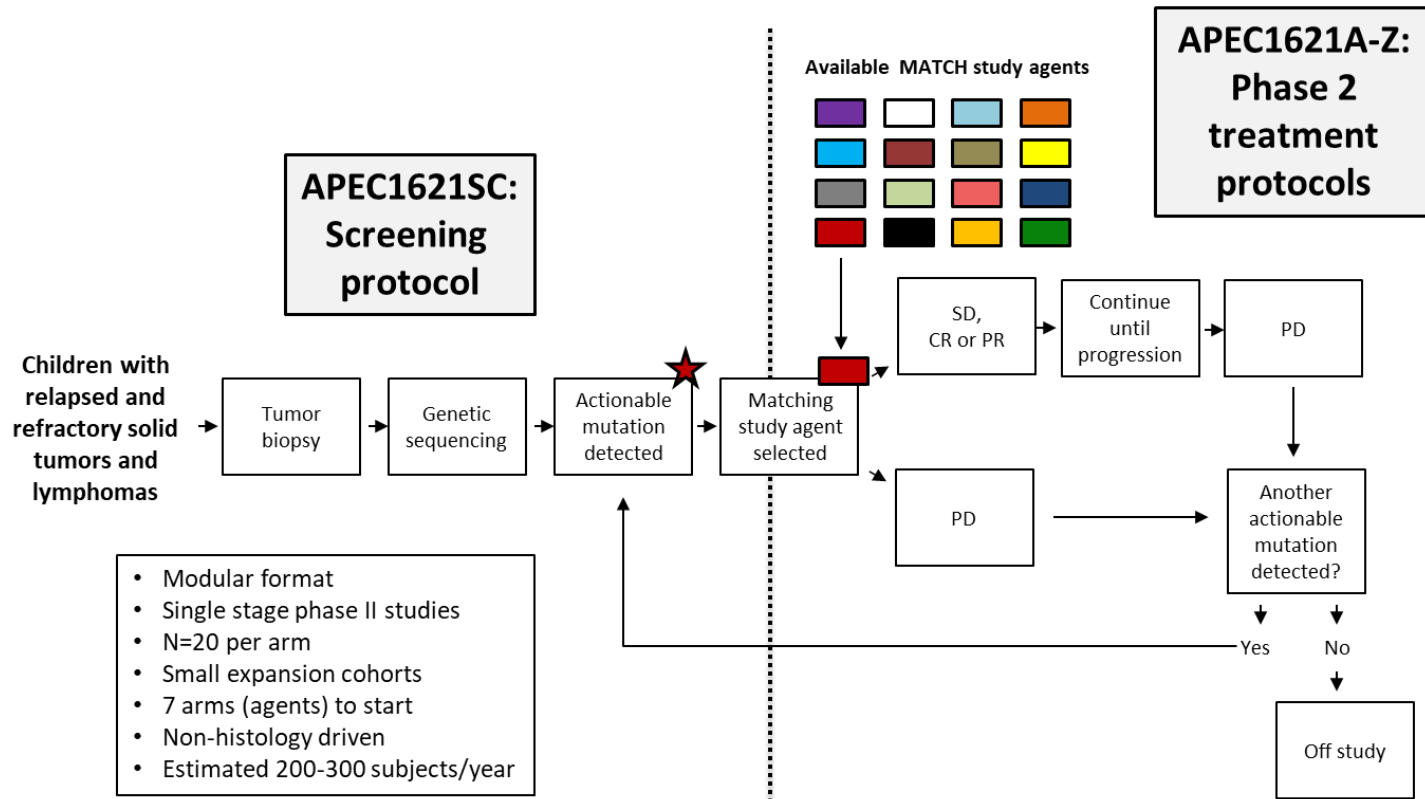 APEC1621SC:
Screening
protocol
Available MATCH study agents
APEC1621A-Z:
Phase 2
treatment
protocols
Children with
relapsed and
refractory solid
tumors and
lymphomas
Tumor
biopsy
Genetic
sequencing
Actionable
mutation
detected
Matching
study agent
selected
SD,
CR or PR
Continue
until
progression
PD
PD
Another
actionable
mutation
detected?
Yes
No
Off study
• Modular format
• Single stage phase II studies
• N=20 per arm
• Small expansion cohorts
• 7 arms (agents) to start
• Non-histology driven
• Estimated 200-300 subjects/year